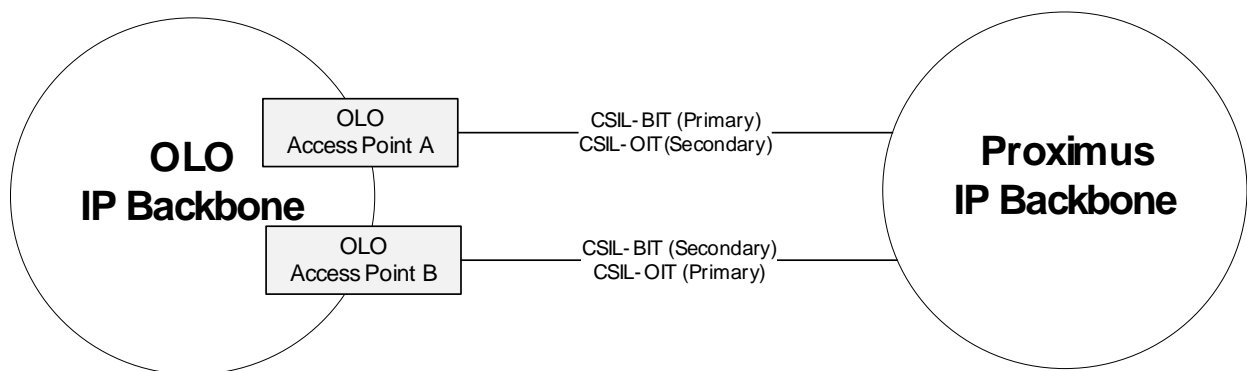 OLO
Access Point A
CSIL-BIT (Primary)
CSIL-OIT(Secondary)
OLO
IP Backbone
Proximus
IP Backbone
OLO
Access Point B
CSIL-BIT (Secondary)
CSIL-OIT (Primary)